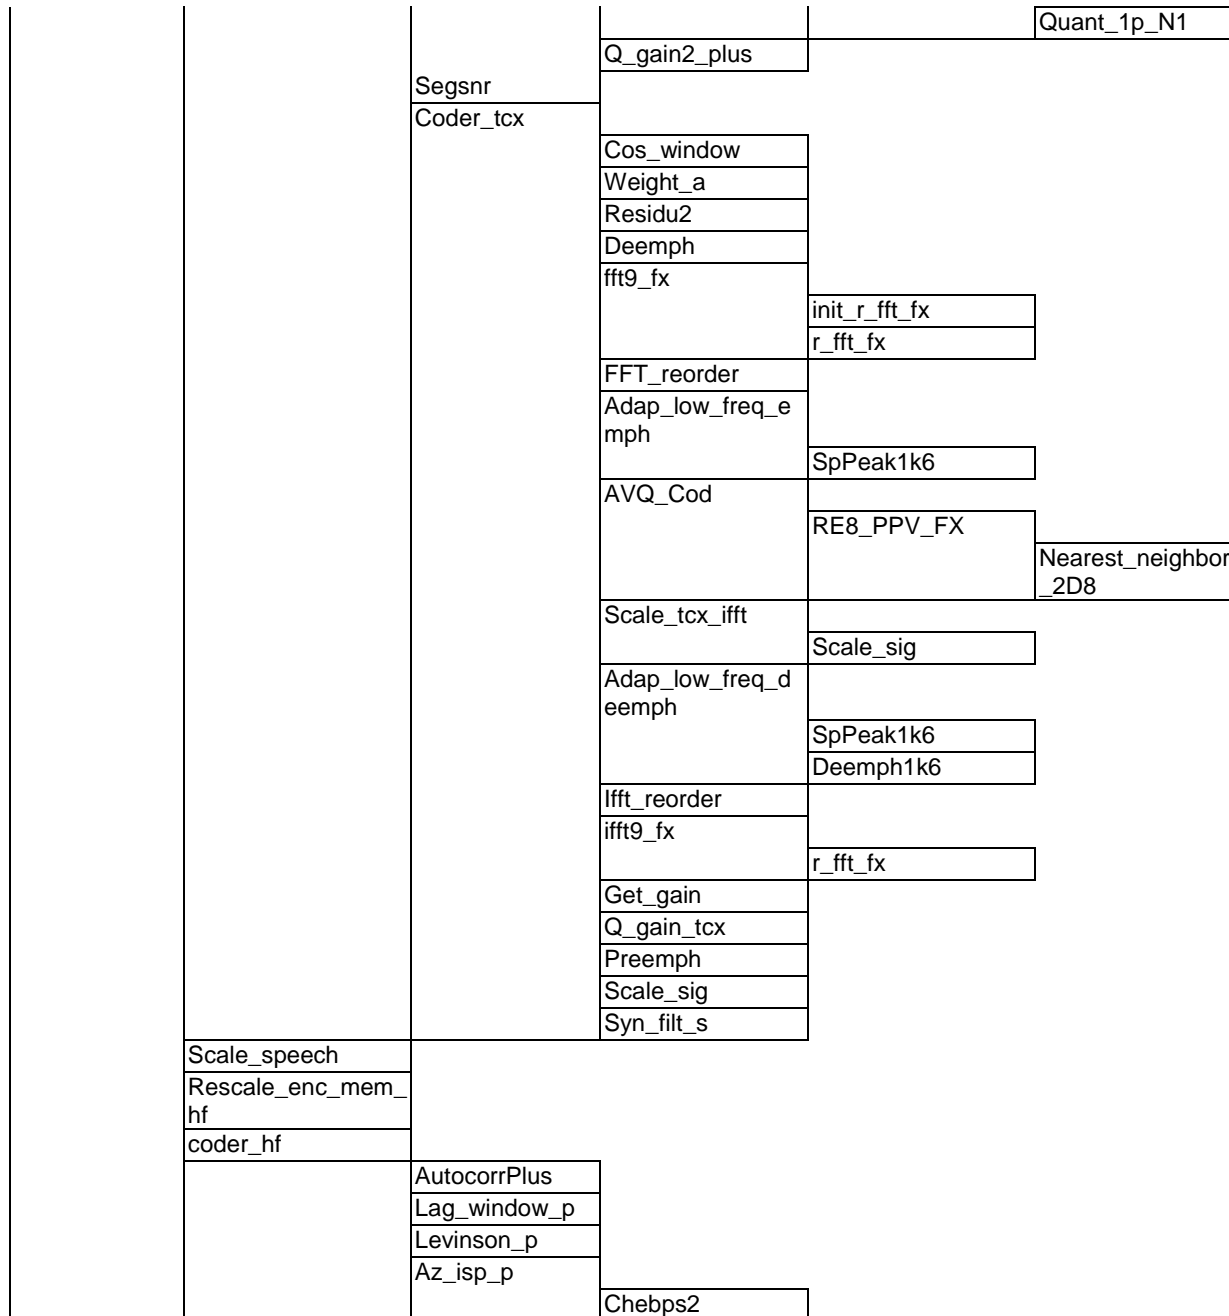 Quant_1p_N1
Q_gain2_plus
Segsnr
Coder_tcx
Cos_window
Weight_a
Residu2
Deemph
fft9_fx
init_r_fft_fx
r_fft_fx
FFT_reorder
Adap_low_freq_e
mph
SpPeak1k6
AVQ_Cod
RE8_PPV_FX
Nearest_neighbor
_2D8
Scale_tcx_ifft
Scale_sig
Adap_low_freq_d
eemph
SpPeak1k6
Deemph1k6
Ifft_reorder
ifft9_fx
r_fft_fx
Get_gain
Q_gain_tcx
Preemph
Scale_sig
Syn_filt_s
Scale_speech
Rescale_enc_mem_
hf
coder_hf
AutocorrPlus
Lag_window_p
Levinson_p
Az_isp_p
Chebps2